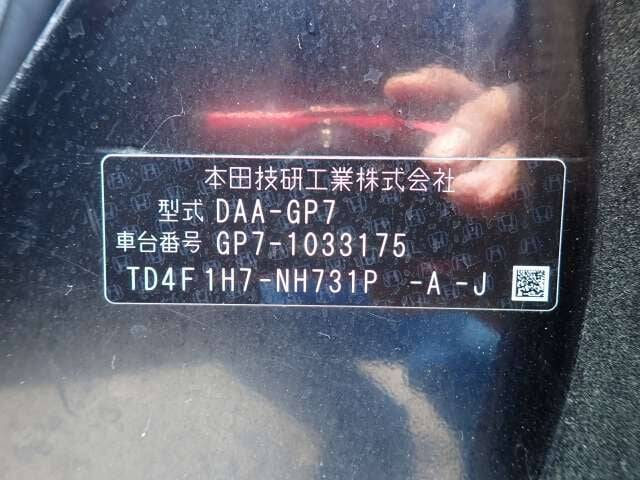 本田技研工業株式会社
型式 DAA-GP7
車台番号 GP7-1033175
TD4F 1H7-NH731P -A -J